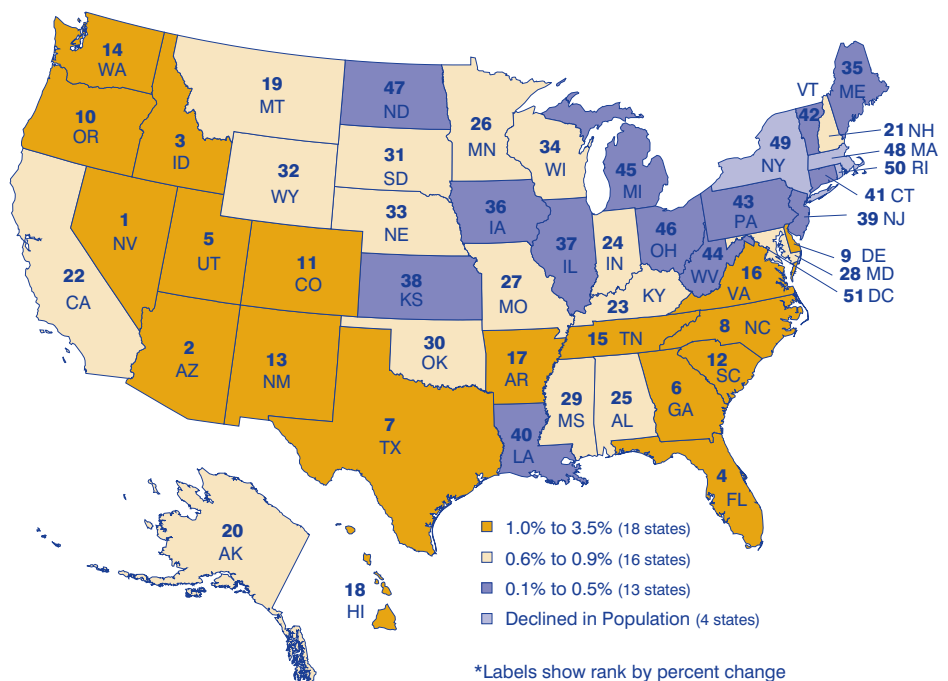 14
WA
19
MT
47
ND
26
MN
35
ME
VT
42
10
OR
3
ID
49
NY
21 NH
48 MA
50 RI
41 CT
39 NJ
31
SD
34
WI
45
MI
32
WY
33
NE
36
IA
43
PA
1
NV
5
UT
11
CO
38
KS
37
IL
24
IN
46
OH
44
WV
9 DE
28 MD
51 DC
22
CA
27
MO
KY
23
16
VA
2
AZ
13
NM
30
OK
17
AR
15 TN
8 NC
12
SC
7
TX
40
LA
29
MS
25
AL
6
GA
4
FL
20
AK
18
HI
1.0% to 3.5% (18 states)
0.6% to 0.9% (16 states)
0.1% to 0.5% (13 states)
Declined in Population (4 states)
*Labels show rank by percent change